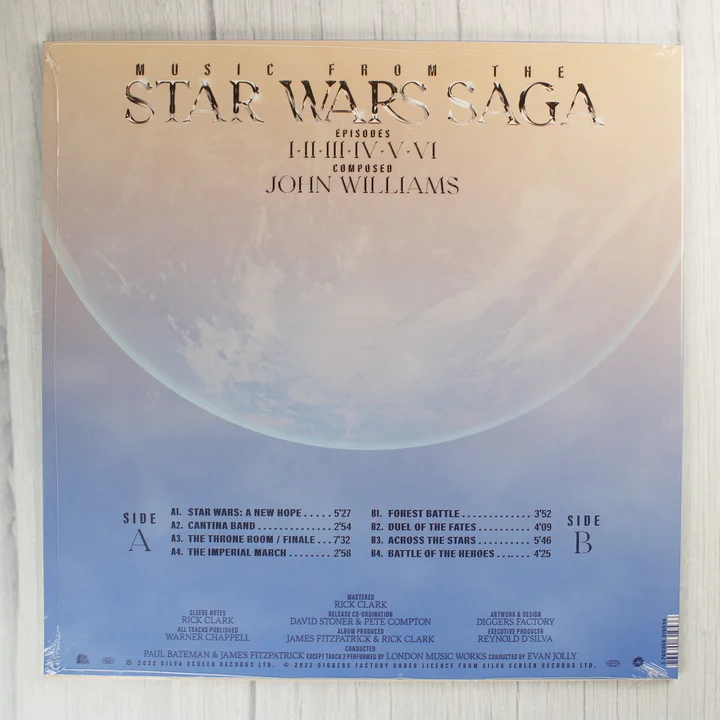 MUSIC FROM THE
STAR WARS SAGA
EPISODES
I·II·III·IV·V·VI
COMPOSED
JOHN WILLIAMS
SIDE
A
A1. STAR WARS: A NEW HOPE ..... 5'27
A2. CANTINA BAND .............. 2'54
A3. THE THRONE ROOM / FINALE ... 7'32
A4. THE IMPERIAL MARCH ........ 2'58
B1. FOREST BATTLE .............. 3'52
B2. DUEL OF THE FATES .......... 4'09
B3. ACROSS THE STARS .......... 5'46
B4. BATTLE OF THE HEROES ...... 4'25
SIDE
B
SLEEVE NOTES
RICK CLARK
ALL TRACKS PUBLISHED
WARNER CHAPPELL
MASTERED
RICK CLARK
RELEASE CO-ORDINATION
DAVID STONER & PETE COMPTON
ALBUM PRODUCED
JAMES FITZPATRICK & RICK CLARK
ARTWORK & DESIGN
DIGGERS FACTORY
EXECUTIVE PRODUCER
REYNOLD D'SILVA
CONDUCTED
PAUL BATEMAN & JAMES FITZPATRICK EXCEPT TRACK 2 PERFORMED BY LONDON MUSIC WORKS CONDUCTED BY EVAN JOLLY
℗ 2022 SILVA SCREEN RECORDS LTD. © 2022 DIGGERS FACTORY UNDER LICENCE FROM SILVA SCREEN RECORDS LTD.